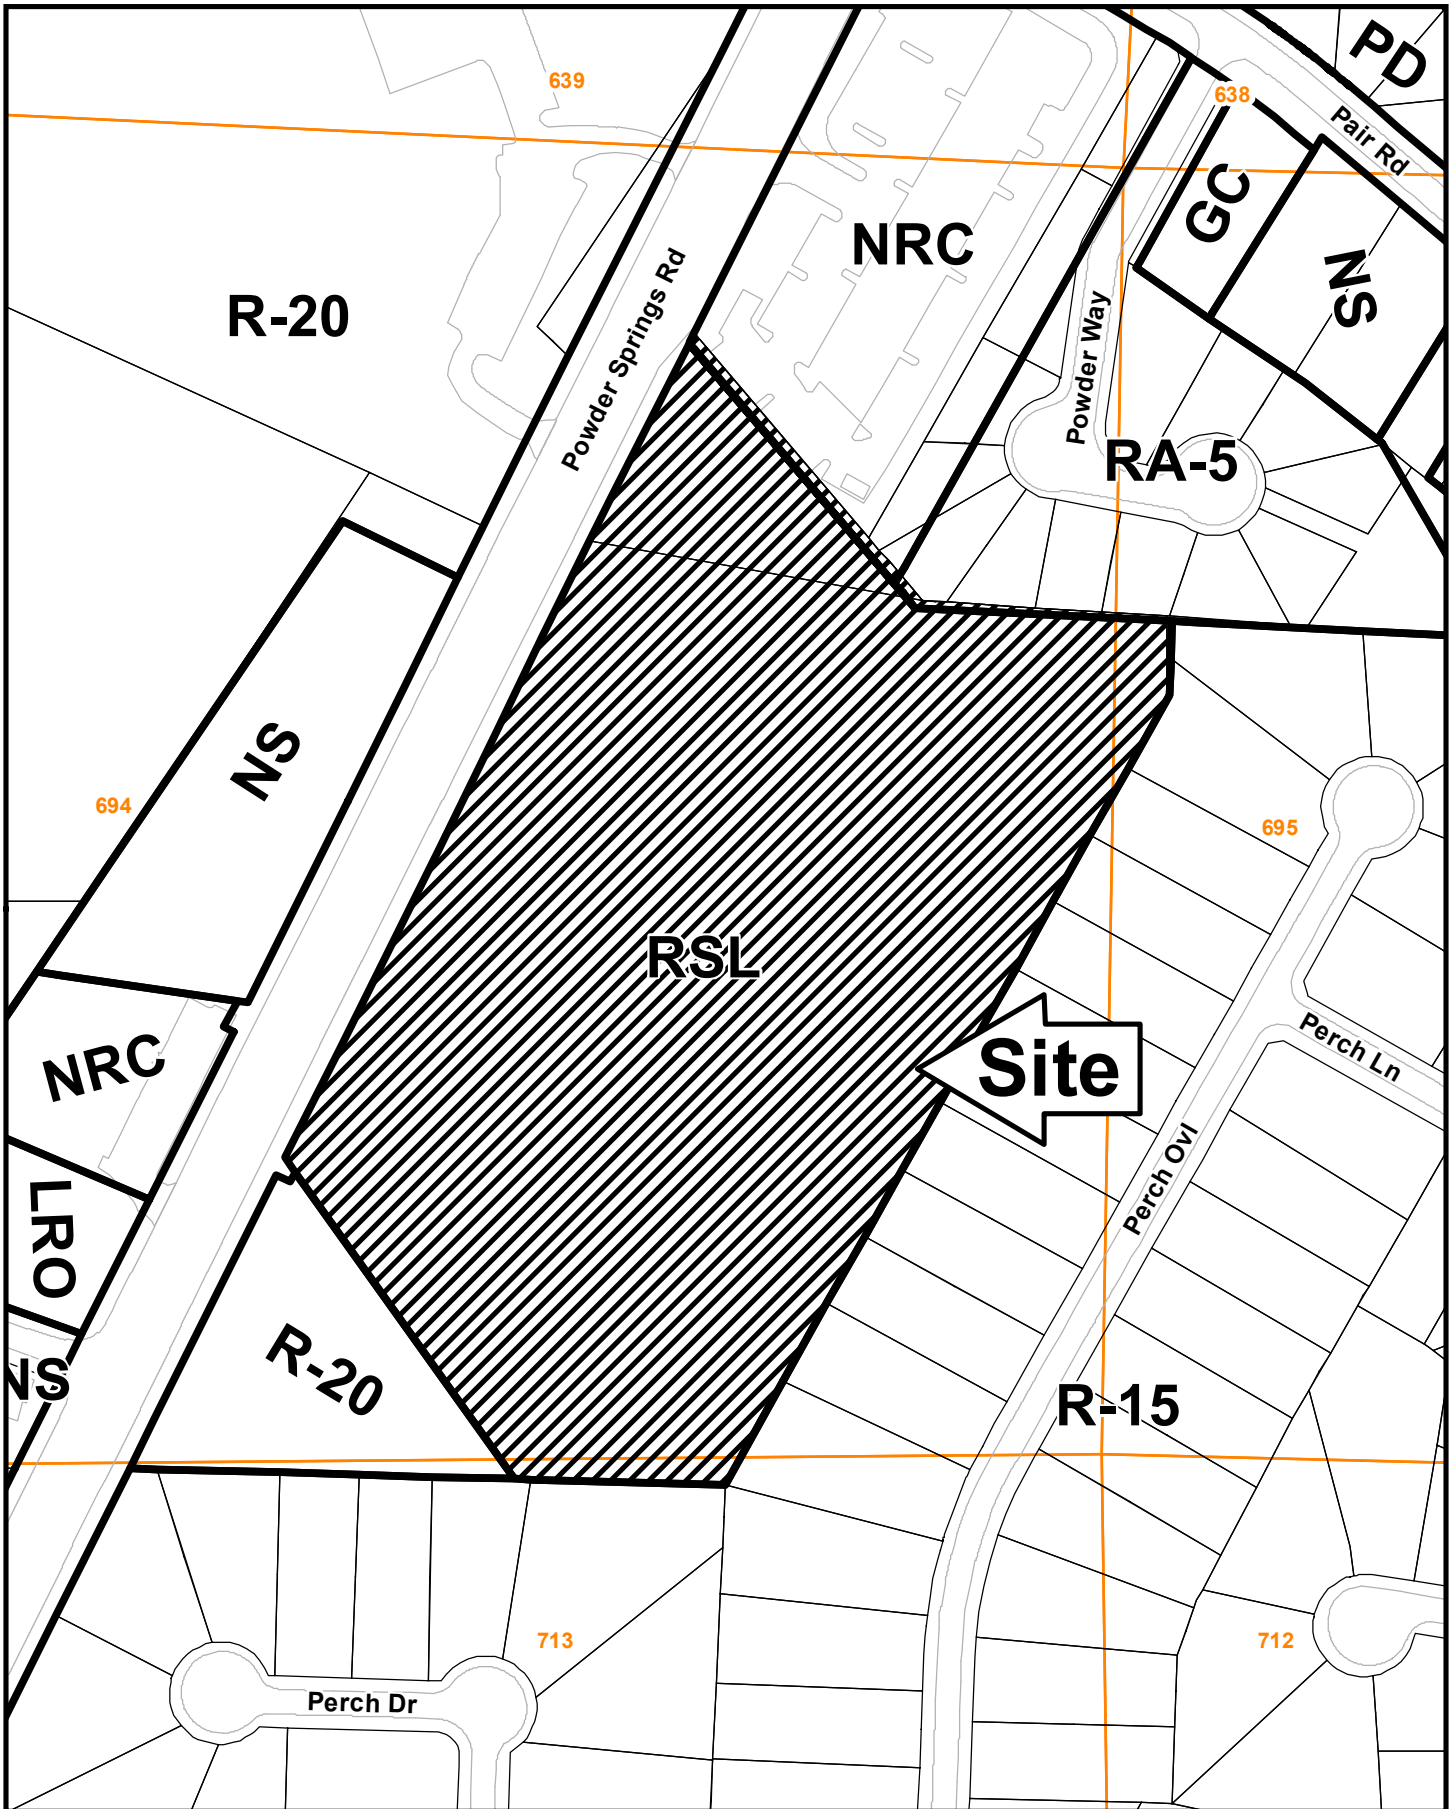 PD
639
638
Pair Rd
GC
NRC
NS
R-20
Powder Springs Rd
Powder Way
RA-5
NS
694
695
RSL
Perch Ln
NRC
Site
Perch Ovl
LRO
R-20
NS
R-15
713
712
Perch Dr